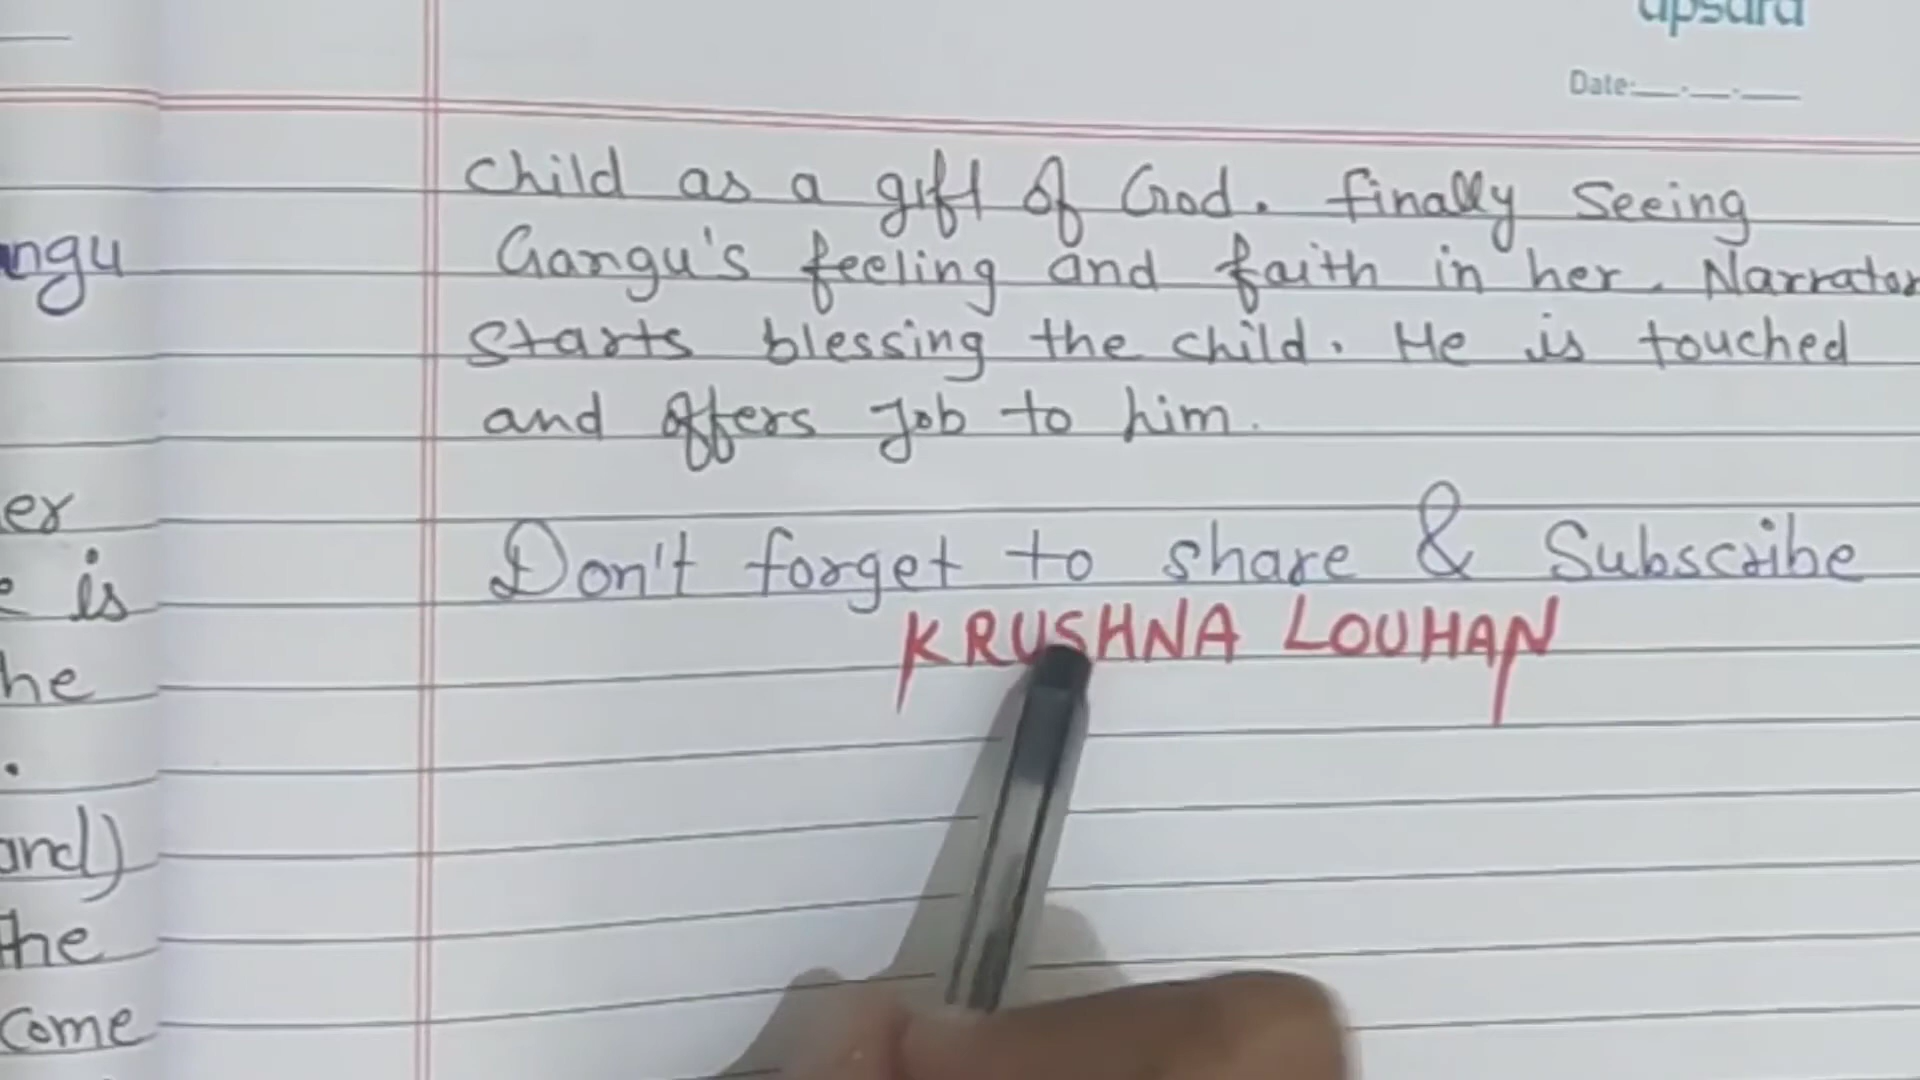 apsara
Date:
child as a gift of God. finally seeing
Gangu's feeling and faith in her. Narrator
starts blessing the child. He is touched
and offers Job to him.
Don't forget to share & Subscribe
KRUSHNA LOUHAN
ngu
er
is
he
and)
the
come